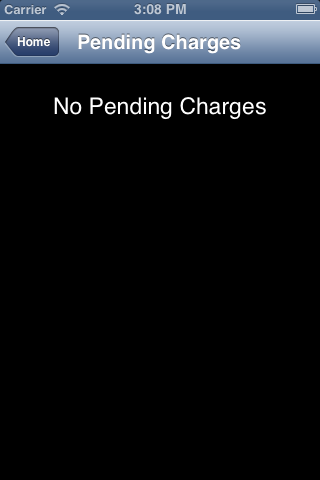 Carrier 3:08 PM
Home Pending Charges
No Pending Charges